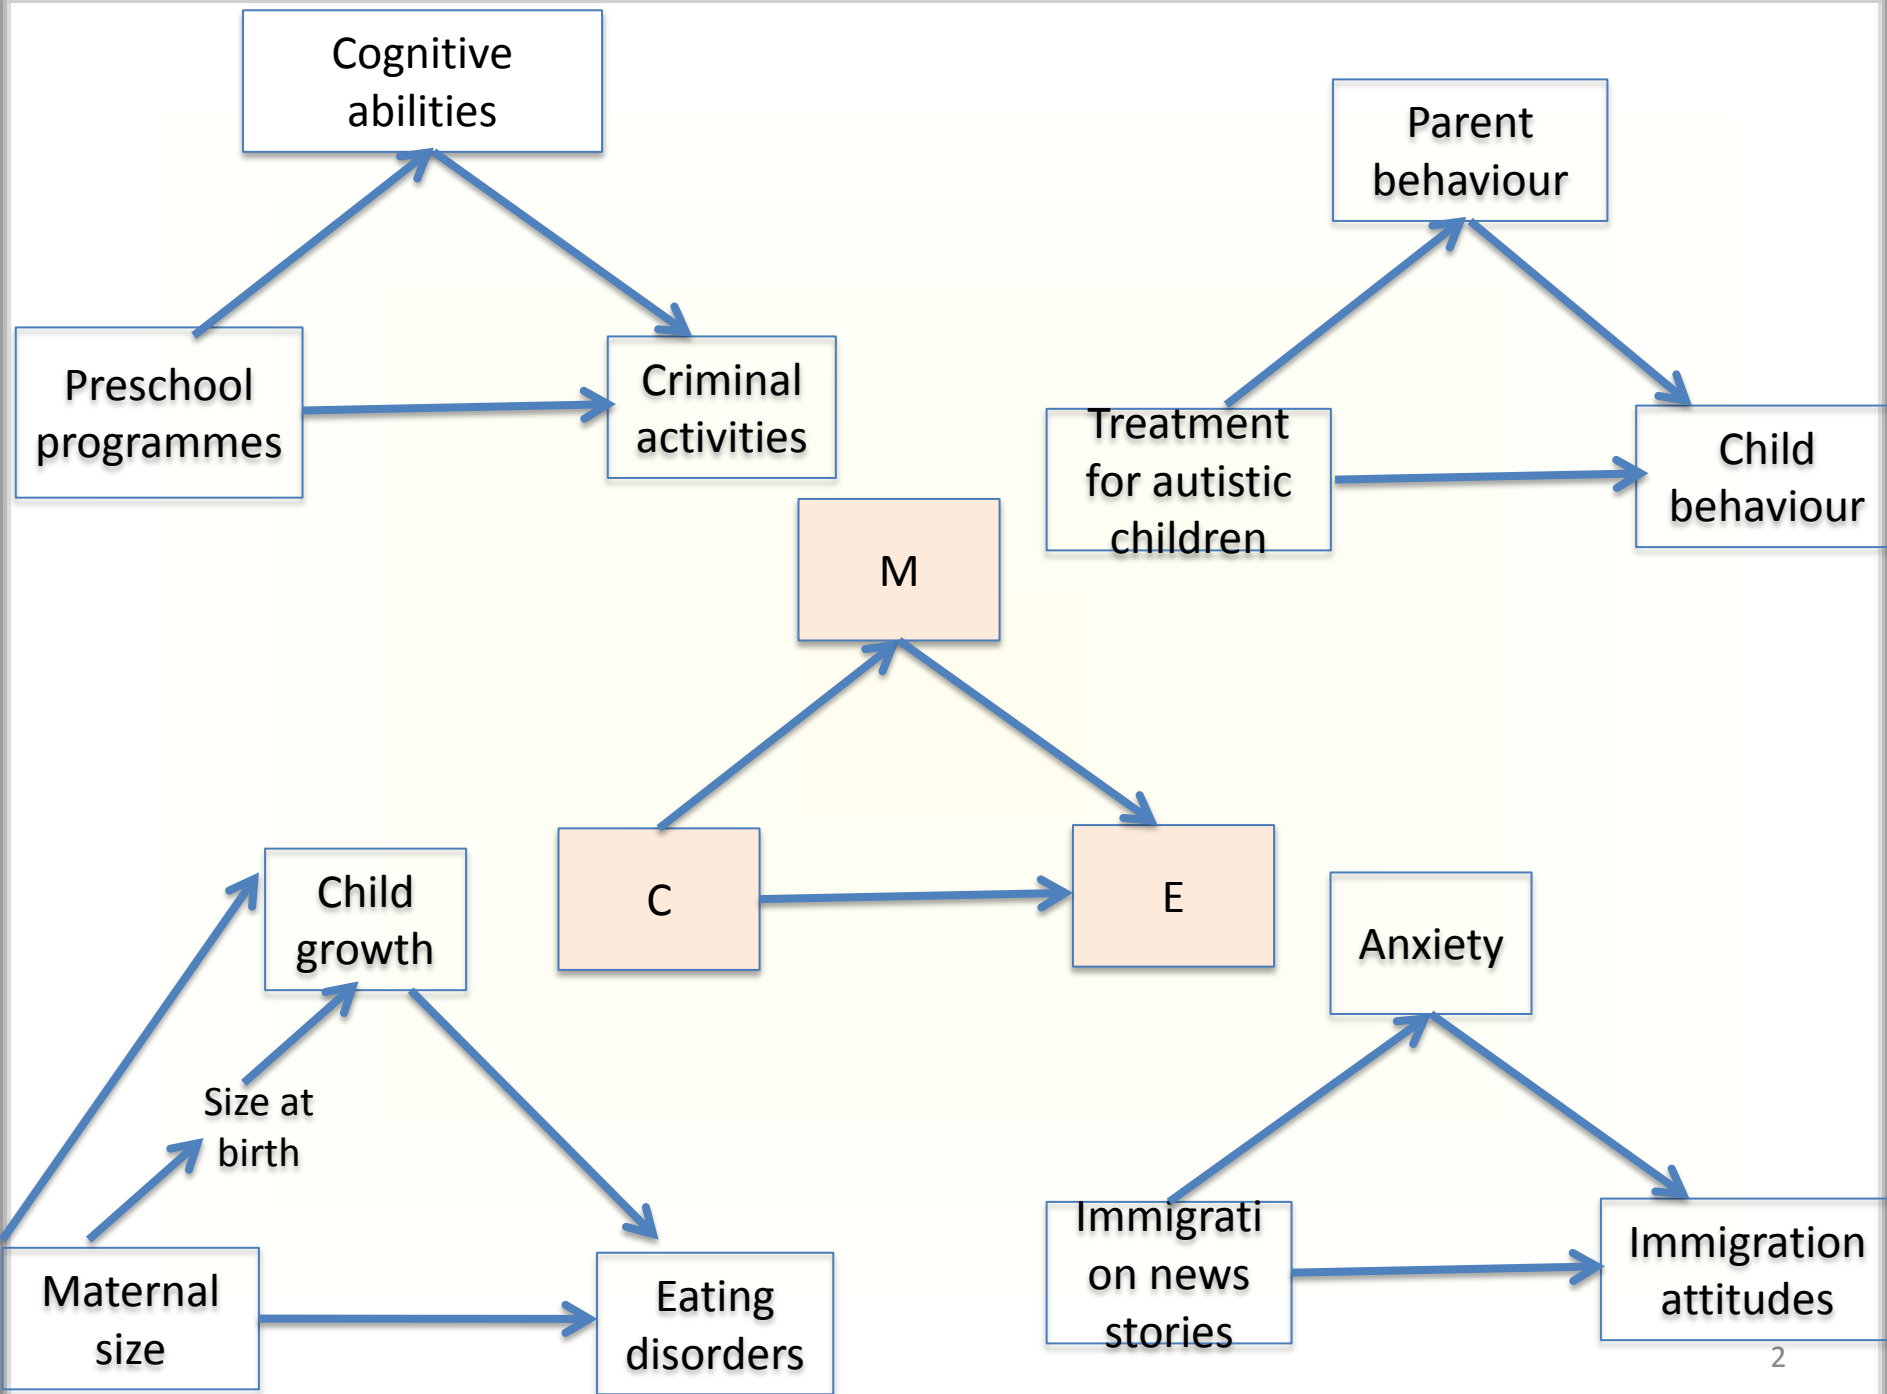 Cognitive
abilities
Parent
behaviour
Preschool
programmes
Criminal
activities
Treatment
for autistic
children
Child
behaviour
M
C
E
Child
growth
Size at
birth
Maternal
size
Eating
disorders
Anxiety
Immigrati
on news
stories
Immigration
attitudes
2